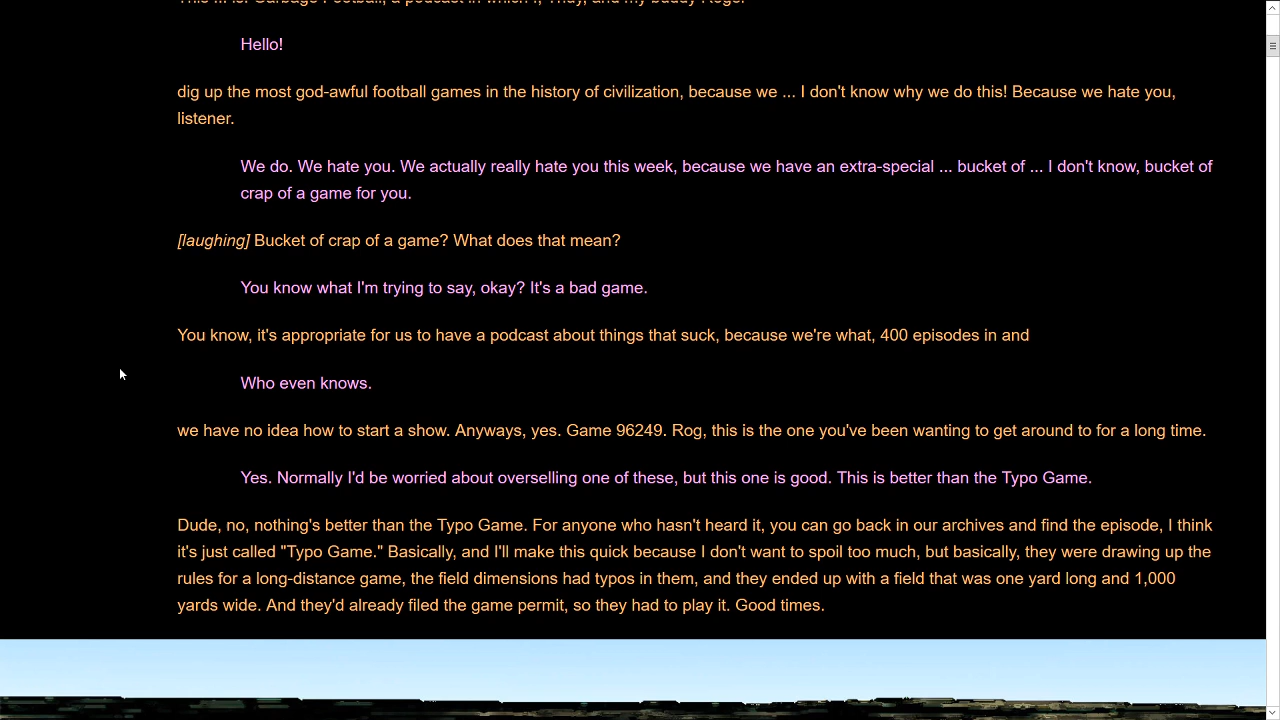 This ... is. Garbage Football, a podcast in which I, Thuy, and my buddy Roger
Hello!
dig up the most god-awful football games in the history of civilization, because we ... I don't know why we do this! Because we hate you,
listener.
We do. We hate you. We actually really hate you this week, because we have an extra-special ... bucket of ... I don't know, bucket of
crap of a game for you.
[laughing] Bucket of crap of a game? What does that mean?
You know what I'm trying to say, okay? It's a bad game.
You know, it's appropriate for us to have a podcast about things that suck, because we're what, 400 episodes in and
Who even knows.
we have no idea how to start a show. Anyways, yes. Game 96249. Rog, this is the one you've been wanting to get around to for a long time.
Yes. Normally I'd be worried about overselling one of these, but this one is good. This is better than the Typo Game.
Dude, no, nothing's better than the Typo Game. For anyone who hasn't heard it, you can go back in our archives and find the episode, I think
it's just called "Typo Game." Basically, and I'll make this quick because I don't want to spoil too much, but basically, they were drawing up the
rules for a long-distance game, the field dimensions had typos in them, and they ended up with a field that was one yard long and 1,000
yards wide. And they'd already filed the game permit, so they had to play it. Good times.